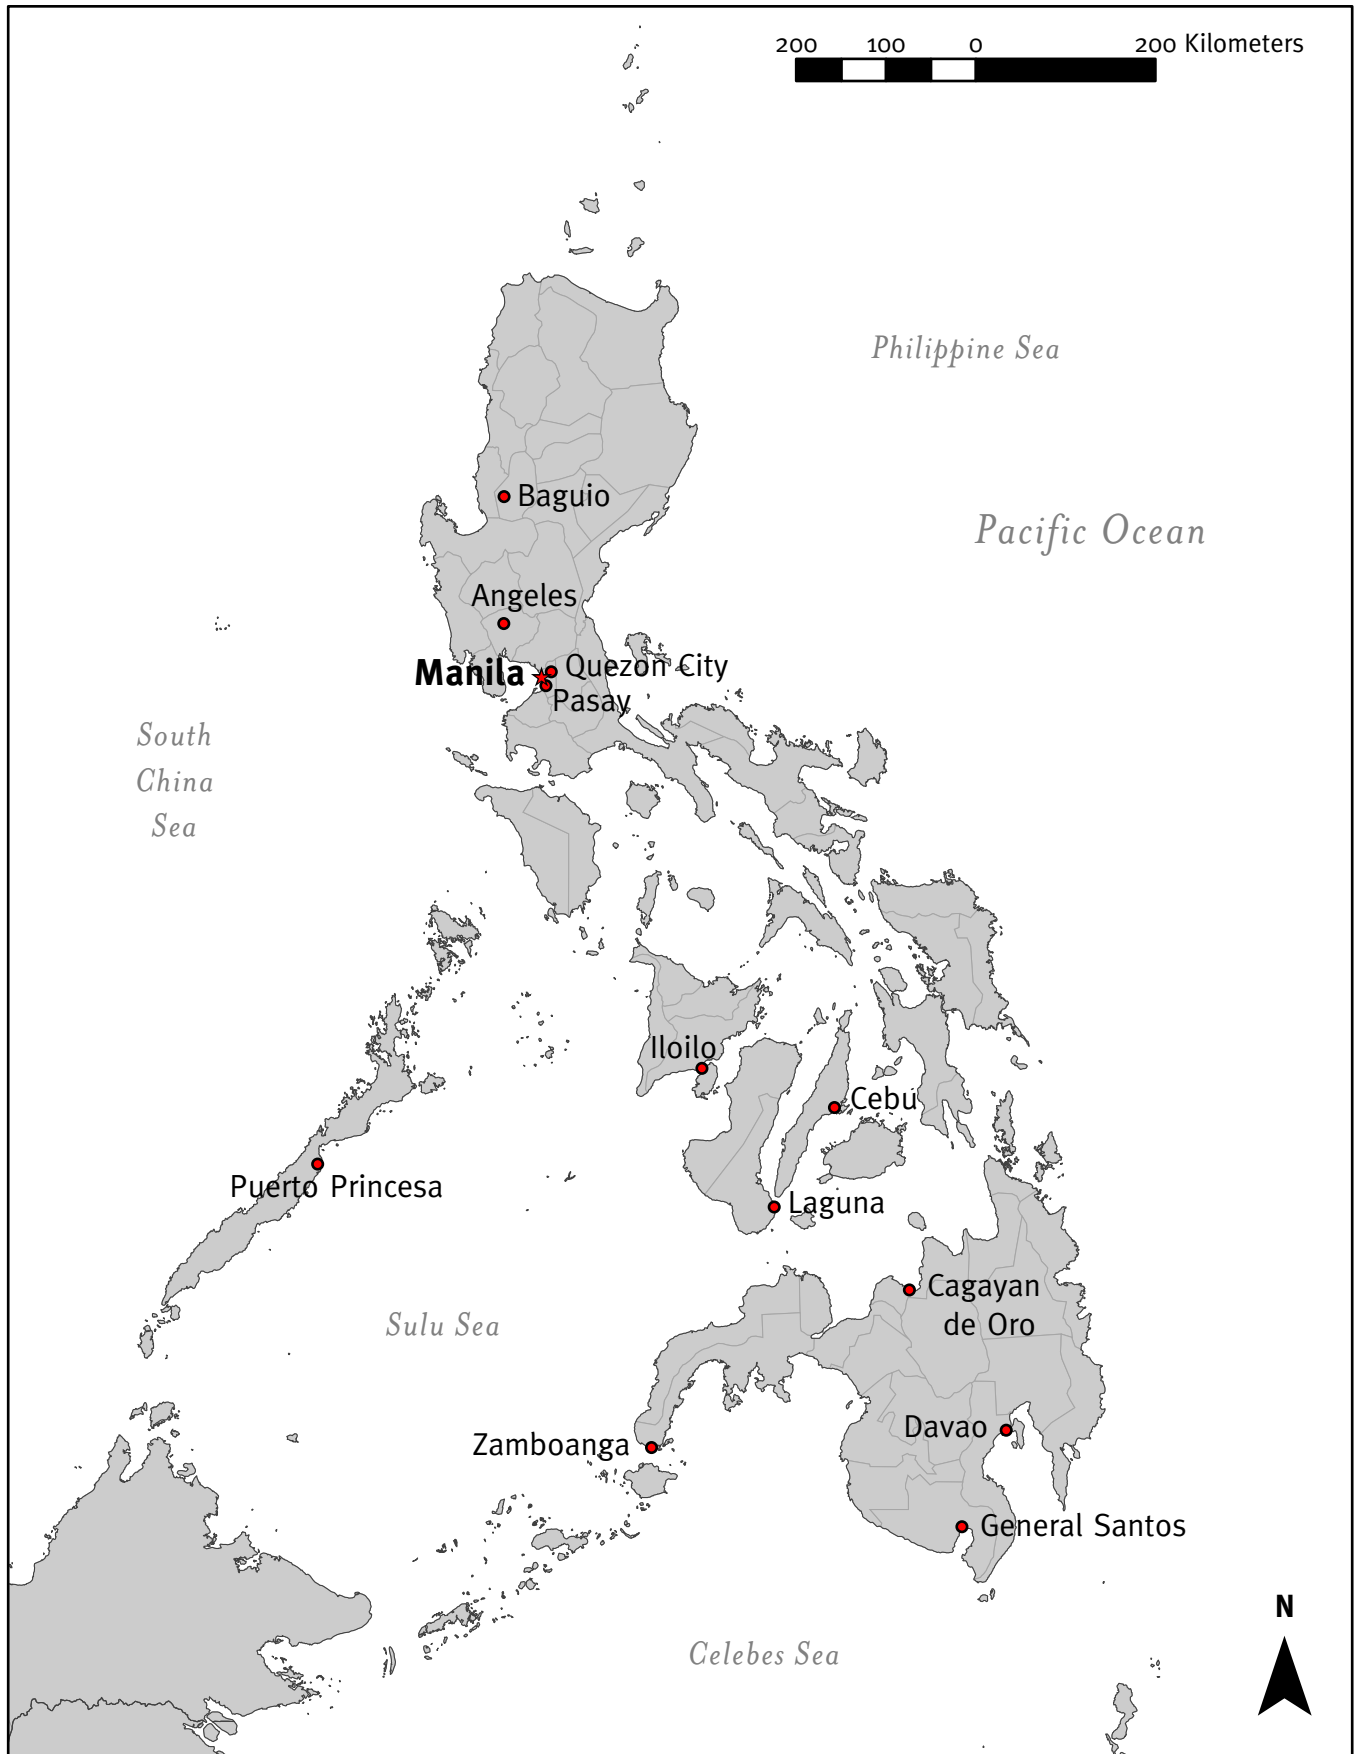 200 100 0 200 Kilometers
Philippine Sea
Baguio
Pacific Ocean
Angeles
Quezon City
Manila
Pasay
South
China
Sea
Iloilo
Cebu
Puerto Princesa
Laguna
Cagayan
de Oro
Sulu Sea
Davao
Zamboanga
General Santos
N
Celebes Sea